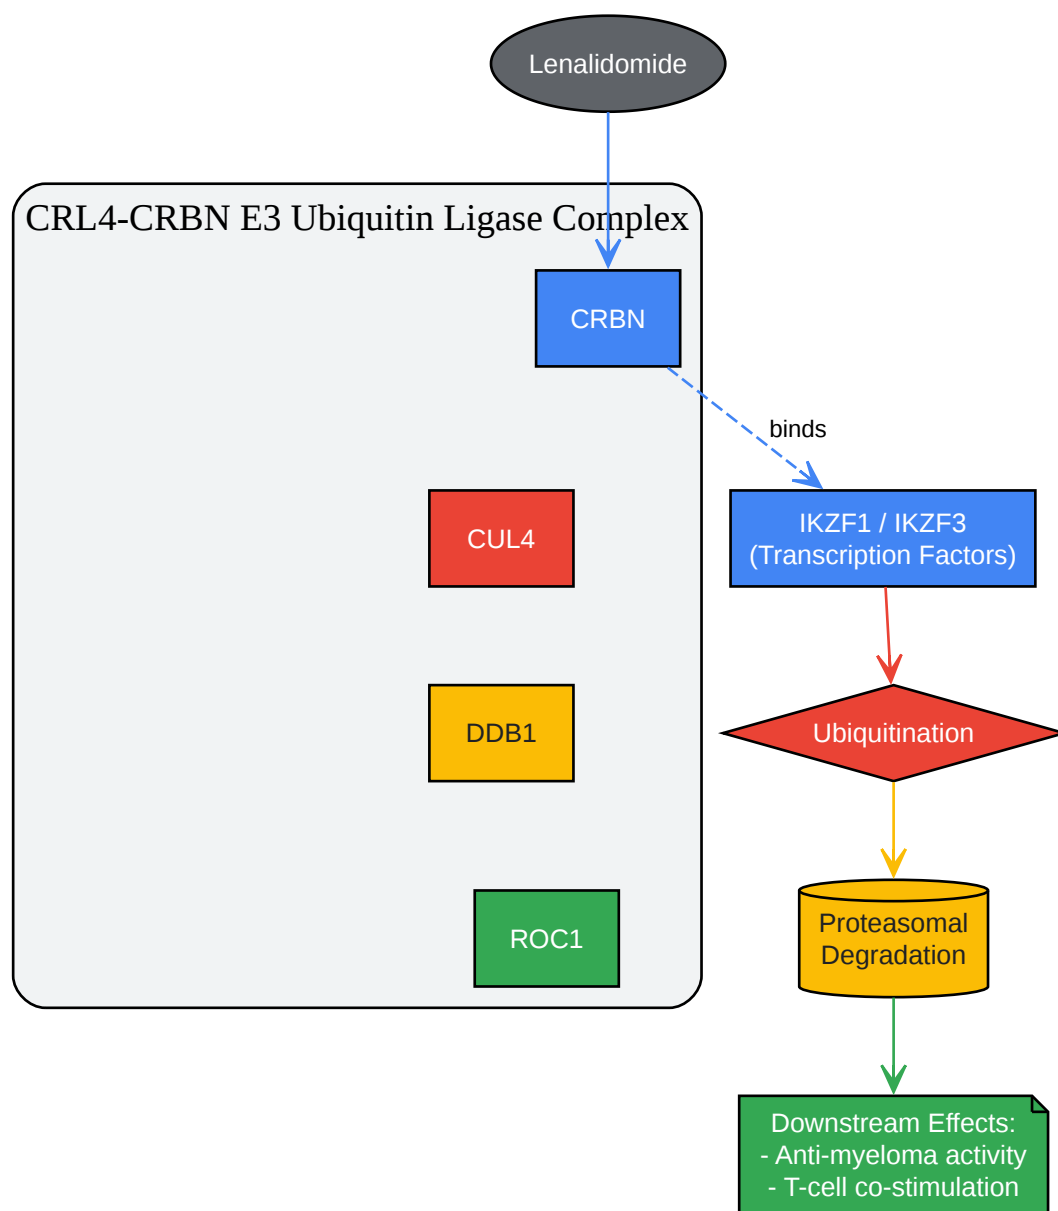 Lenalidomide
CRL4-CRBN E3 Ubiquitin Ligase Complex
CRBN
binds
IKZF1 / IKZF3
(Transcription Factors)
CUL4
DDB1
Ubiquitination
ROC1
Proteasomal
Degradation
Downstream Effects:
- Anti-myeloma activity
- T-cell co-stimulation